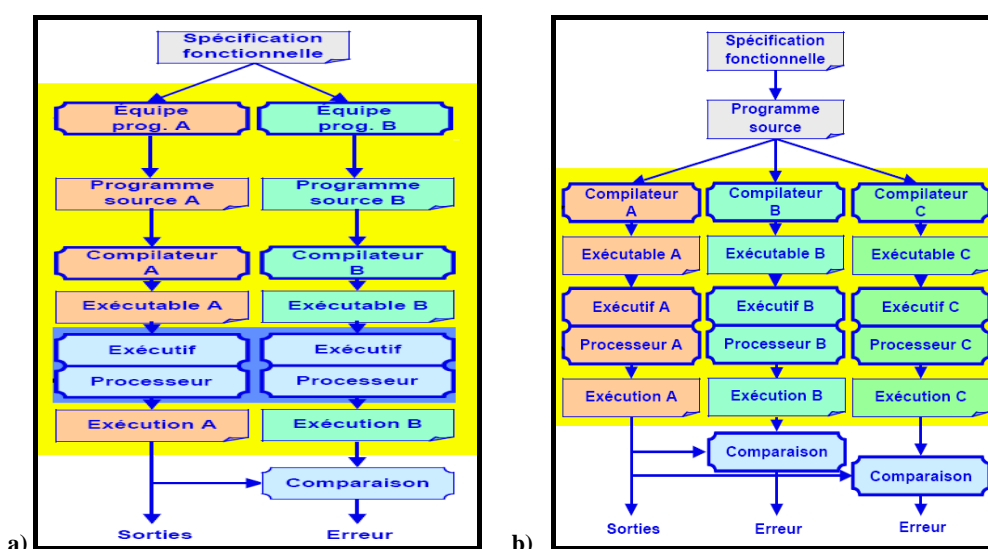 Spécification
fonctionnelle
Équipe
prog. A
Équipe
prog. B
Programme
source A
Programme
source B
Compilateur
A
Compilateur
B
Exécutable A
Exécutable B
Exécutif
Exécutif
Processeur
Processeur
Exécution A
Exécution B
Comparaison
Sorties
Erreur
a)
Spécification
fonctionnelle
Programme
source
Compilateur
A
Compilateur
B
Compilateur
C
Exécutable A
Exécutable B
Exécutable C
Exécutif A
Exécutif B
Exécutif C
Processeur A
Processeur B
Processeur C
Exécution A
Exécution B
Exécution C
Comparaison
Comparaison
Sorties
Erreur
Erreur
b)